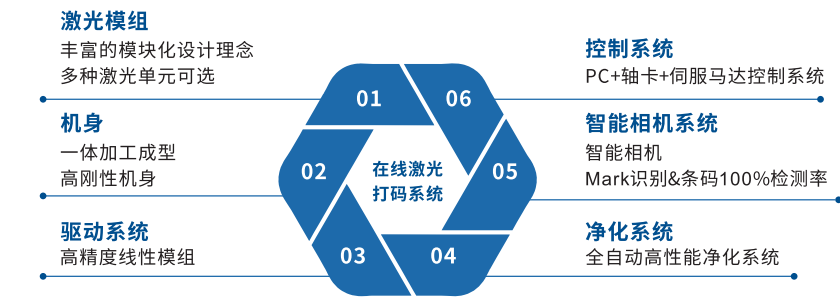 激光模组
丰富的模块化设计理念
多种激光单元可选
01
机身
一体加工成型
高刚性机身
02
驱动系统
高精度线性模组
03
在线激光
打码系统
控制系统
PC+轴卡+伺服马达控制系统
06
智能相机系统
智能相机
Mark识别&条码100%检测率
05
净化系统
全自动高性能净化系统
04